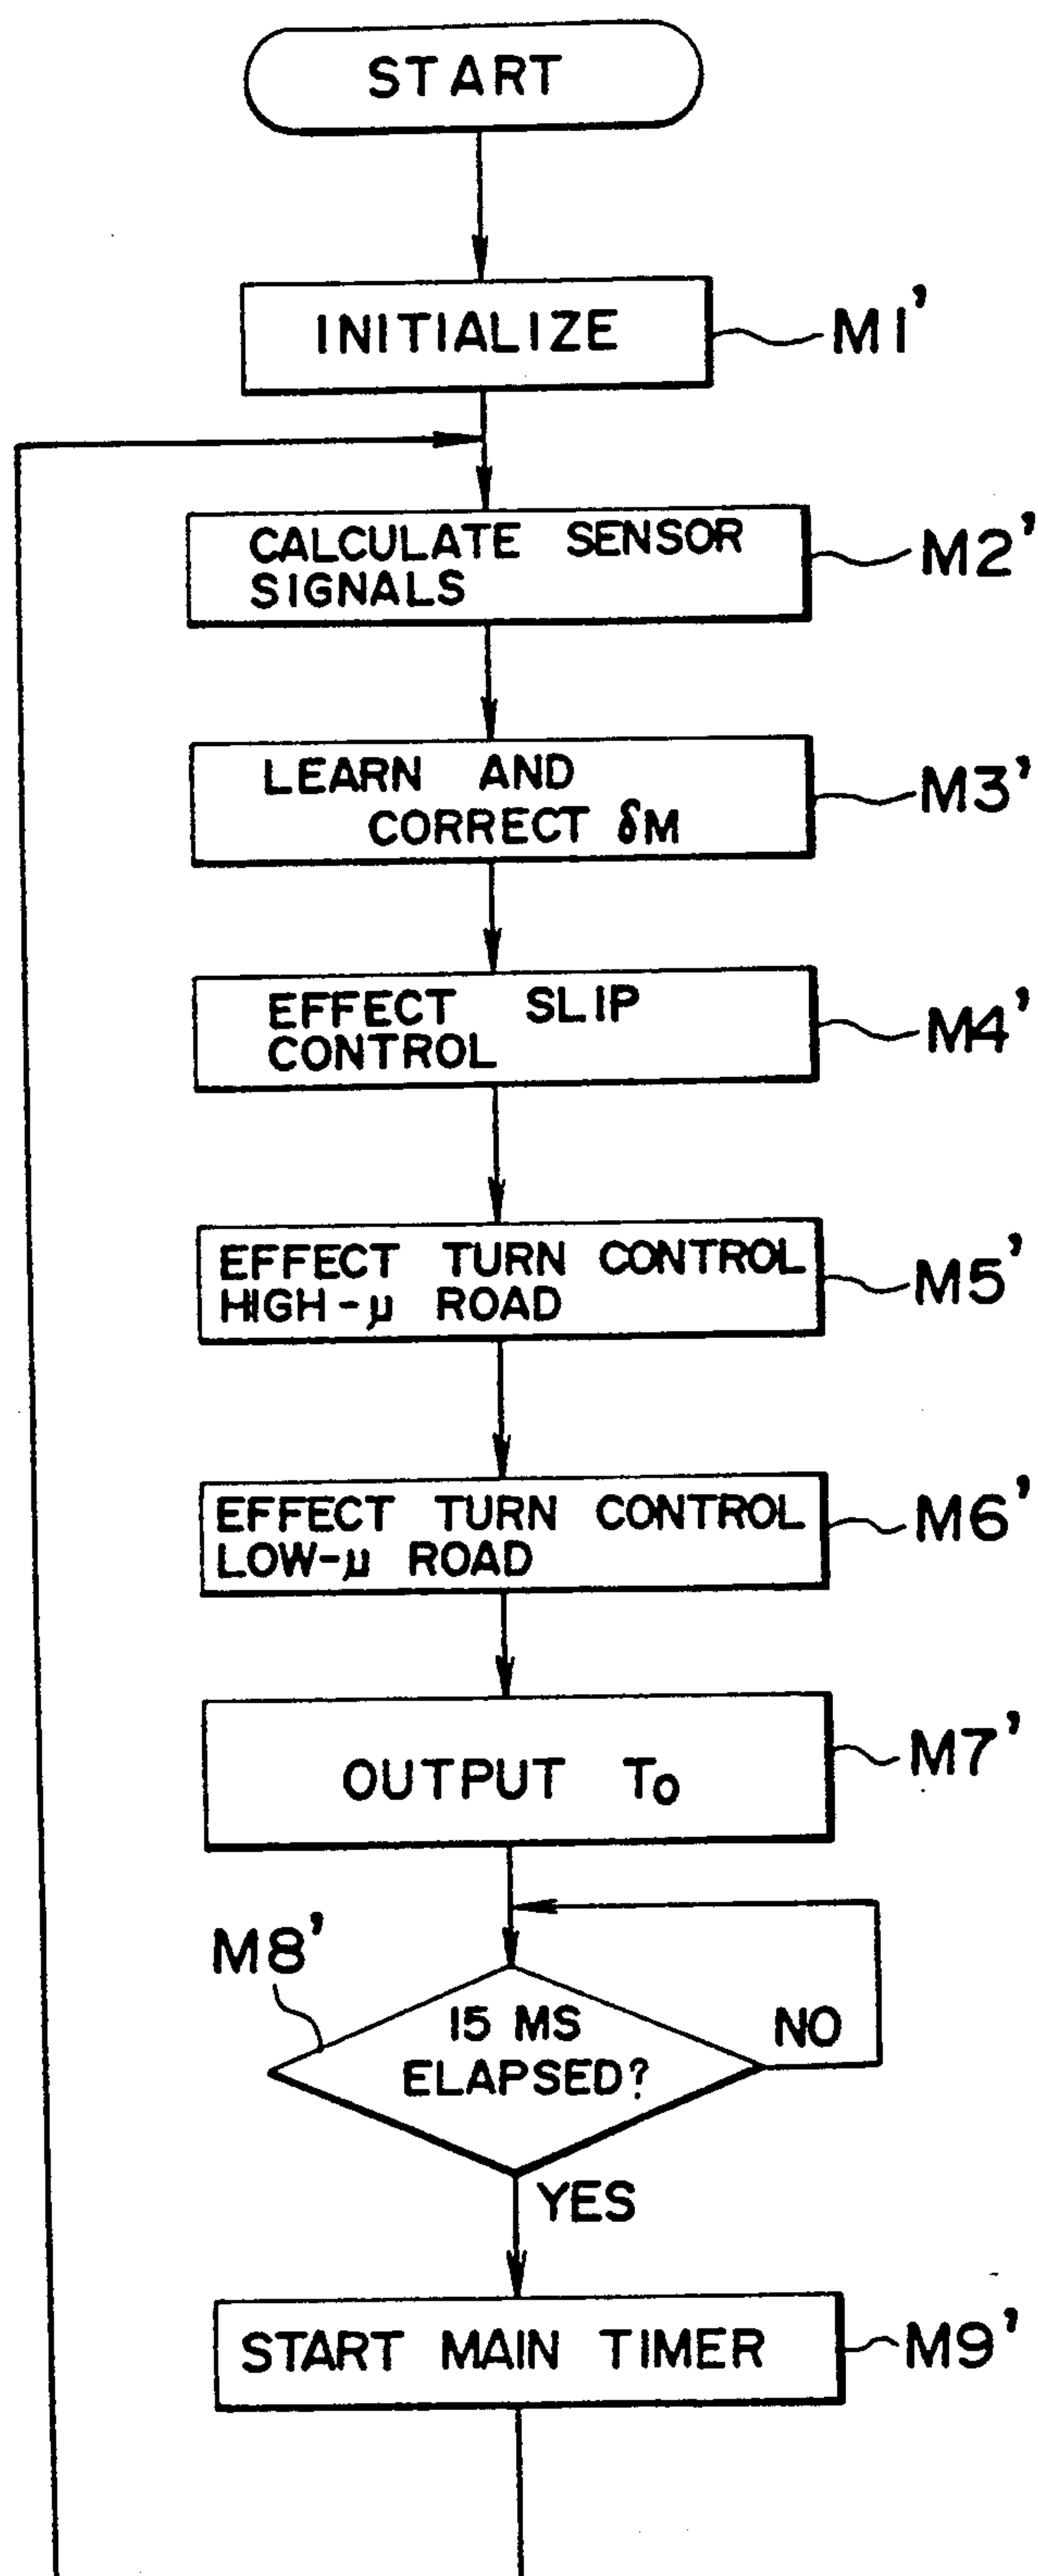 START
INITIALIZE
M1'
CALCULATE SENSOR
SIGNALS
M2'
LEARN AND
CORRECT δM
M3'
EFFECT SLIP
CONTROL
M4'
EFFECT TURN CONTROL
HIGH-μ ROAD
M5'
EFFECT TURN CONTROL
LOW-μ ROAD
M6'
OUTPUT To
M7'
M8'
15 MS
ELAPSED?
NO
YES
START MAIN TIMER
M9'